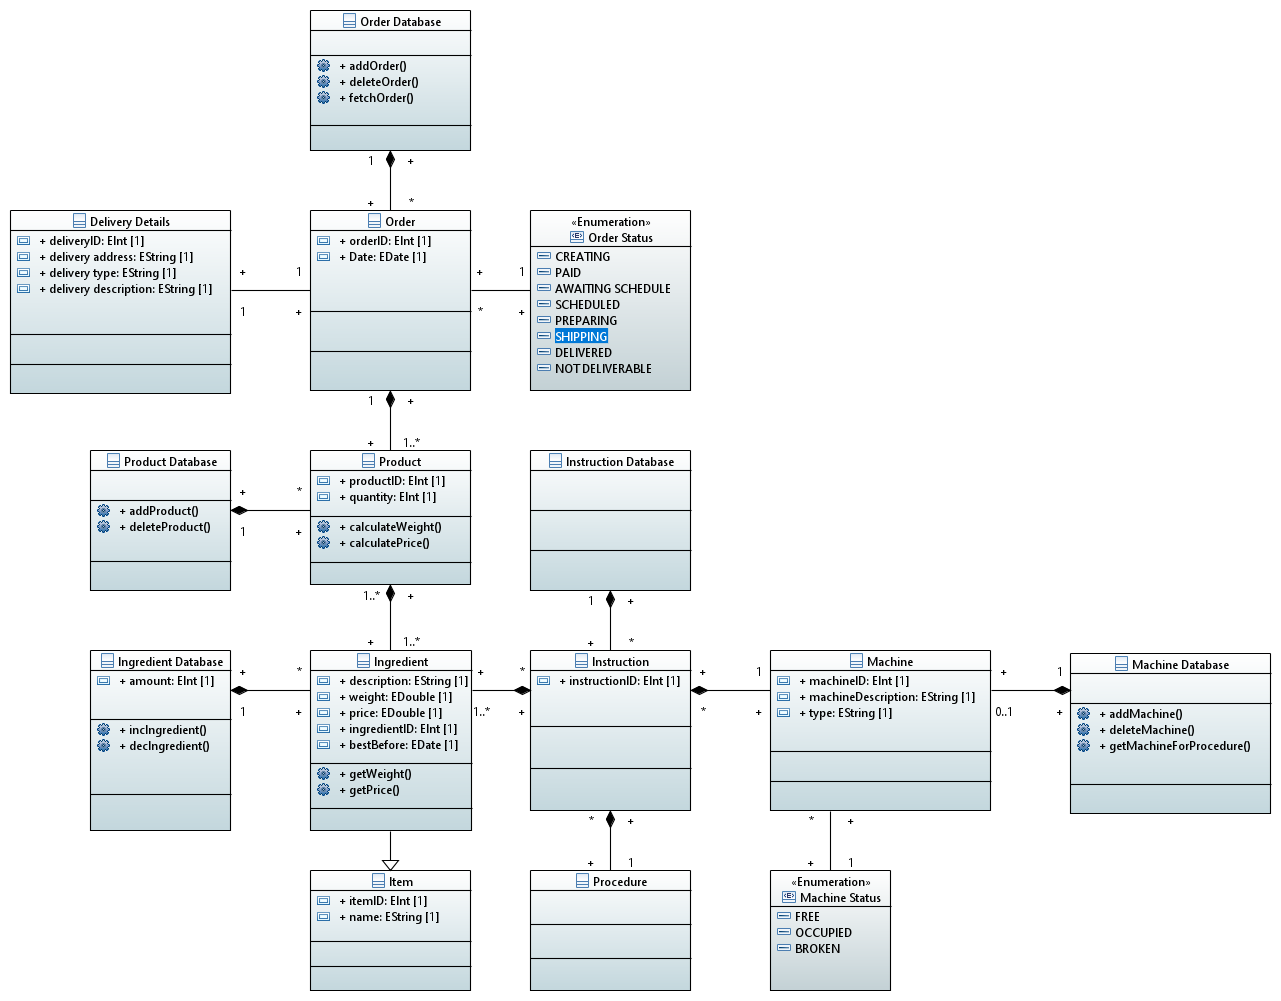 Order Database
+ addOrder()
+ deleteOrder()
+ fetchOrder()
1 +
+ *
Delivery Details
+ deliveryID: EInt [1]
+ delivery address: EString [1]
+ delivery type: EString [1]
+ delivery description: EString [1]
+ 1
1 +
Order
+ orderID: EInt [1]
+ Date: EDate [1]
+ 1
* +
«Enumeration»
Order Status
CREATING
PAID
AWAITING SCHEDULE
SCHEDULED
PREPARING
SHIPPING
DELIVERED
NOT DELIVERABLE
1 +
+ 1..*
Product Database
+ addProduct()
+ deleteProduct()
+ *
1 +
Product
+ productID: EInt [1]
+ quantity: EInt [1]
+ calculateWeight()
+ calculatePrice()
Instruction Database
1..* +
+ 1..*
1 +
+ *
Ingredient Database
+ amount: EInt [1]
+ incIngredient()
+ decIngredient()
+ *
1 +
Ingredient
+ description: EString [1]
+ weight: EDouble [1]
+ price: EDouble [1]
+ ingredientID: EInt [1]
+ bestBefore: EDate [1]
+ getWeight()
+ getPrice()
+ *
1..* +
Instruction
+ instructionID: EInt [1]
+ 1
* +
Machine
+ machineID: EInt [1]
+ machineDescription: EString [1]
+ type: EString [1]
+ 1
0..1 +
Machine Database
+ addMachine()
+ deleteMachine()
+ getMachineForProcedure()
* +
+ 1
* +
+ 1
Item
+ itemID: EInt [1]
+ name: EString [1]
Procedure
«Enumeration»
Machine Status
FREE
OCCUPIED
BROKEN